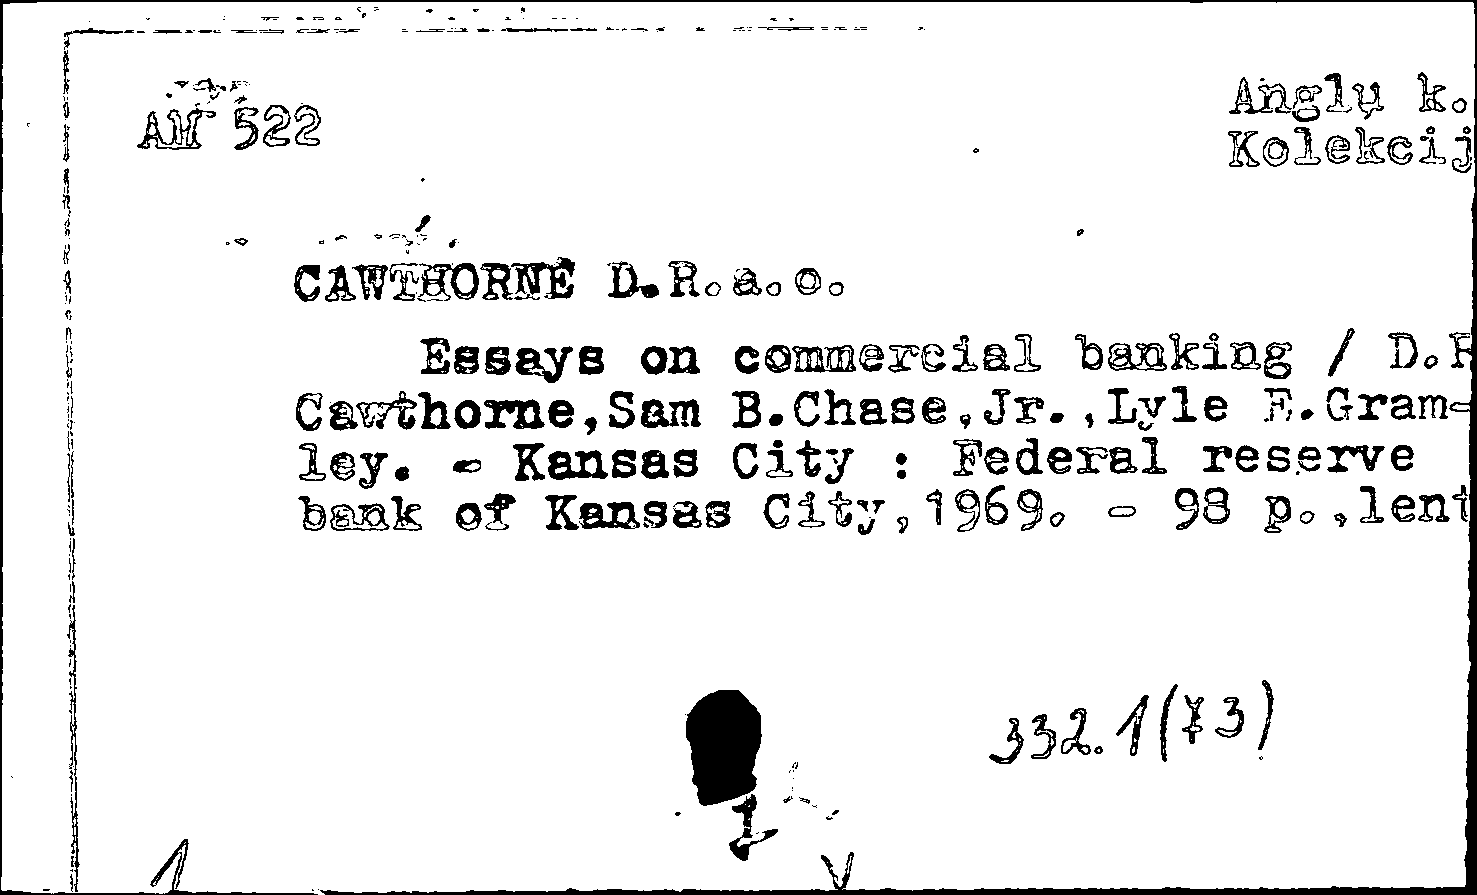 AM 522
Anglų k.
Kolekcij
CAWTHORNE D.R.a.o.
Essays on commercial banking / D.R
Cawthorne,Sam B.Chase,Jr.,Lyle E.Gram-
ley. - Kansas City : Federal reserve
bank of Kansas City,1969. - 98 p.,lent
332.1(73)
1
V